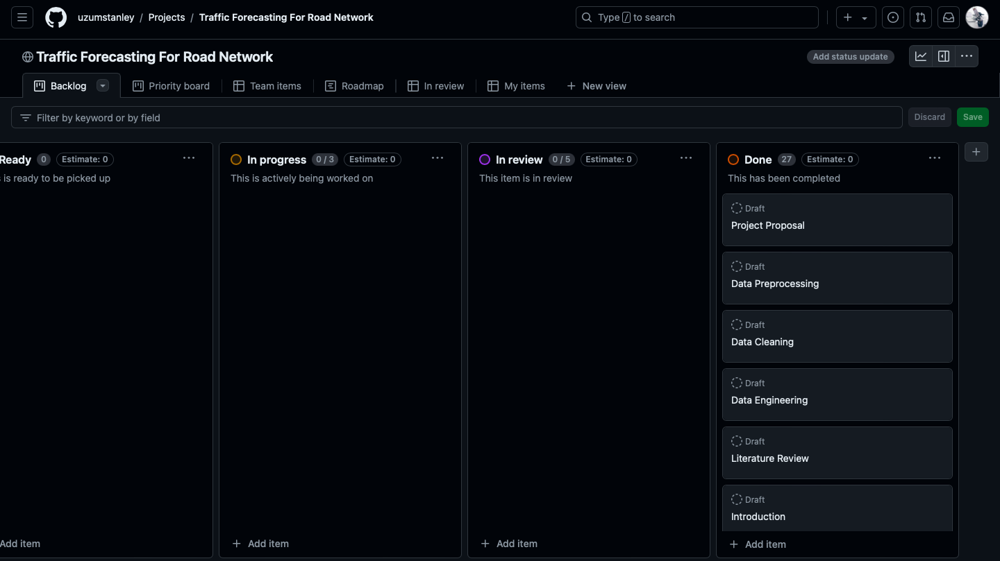 uzumstanley / Projects / Traffic Forecasting For Road Network
Type / to search
Traffic Forecasting For Road Network
Add status update
Backlog
Priority board
Team items
Roadmap
In review
My items
New view
Filter by keyword or by field
Discard
Save
Ready 0 Estimate: 0
is ready to be picked up
Add item
In progress 0 / 3 Estimate: 0
This is actively being worked on
Add item
In review 0 / 5 Estimate: 0
This item is in review
Add item
Done 27 Estimate: 0
This has been completed
Draft
Project Proposal
Draft
Data Preprocessing
Draft
Data Cleaning
Draft
Data Engineering
Draft
Literature Review
Draft
Introduction
Add item